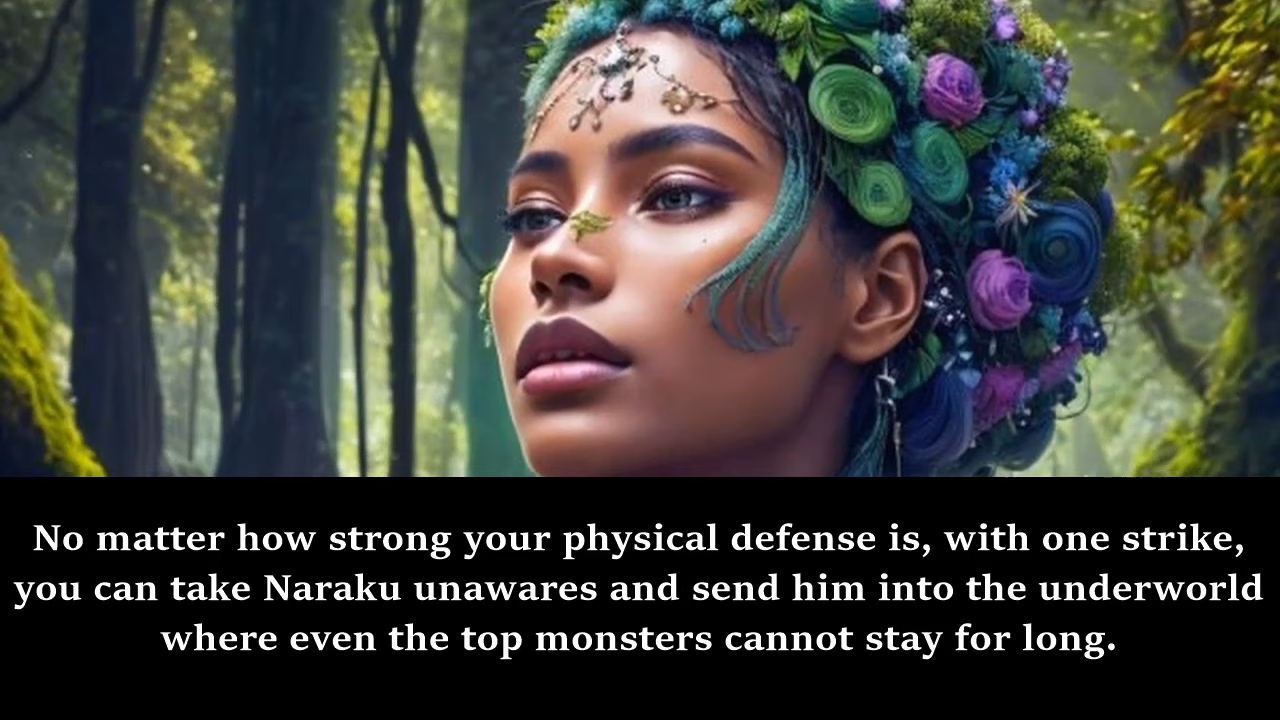 No matter how strong your physical defense is, with one strike,
you can take Naraku unawares and send him into the underworld
where even the top monsters cannot stay for long.